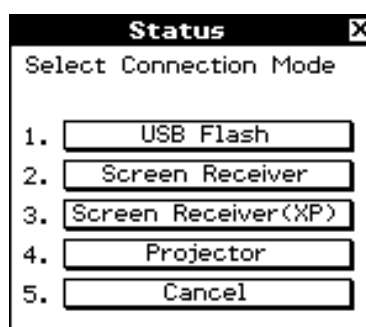 Status X
Select Connection Mode
1. USB Flash
2. Screen Receiver
3. Screen Receiver(XP)
4. Projector
5. Cancel